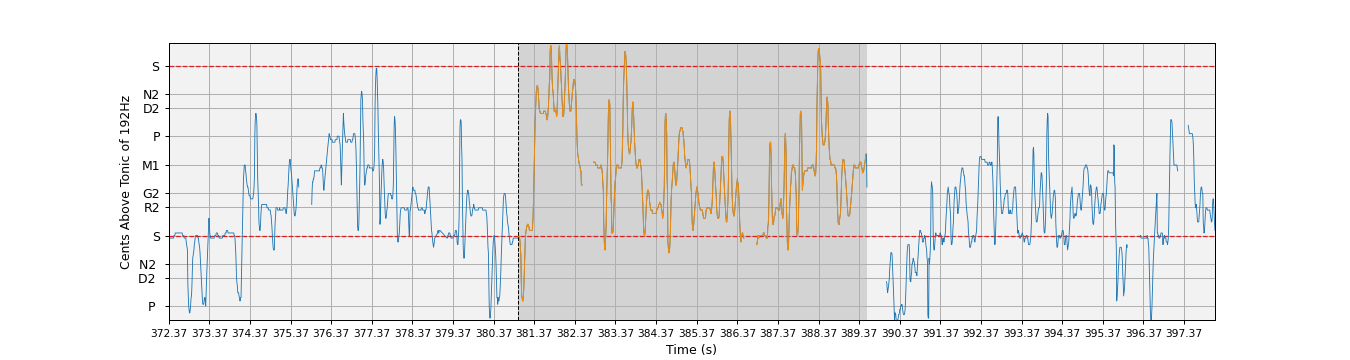 Cents Above Tonic of 192Hz
S
N2
D2
P
M1
G2
R2
S
N2
D2
P
372.37 373.37 374.37 375.37 376.37 377.37 378.37 379.37 380.37 381.37 382.37 383.37 384.37 385.37 386.37 387.37 388.37 389.37 390.37 391.37 392.37 393.37 394.37 395.37 396.37 397.37
Time (s)